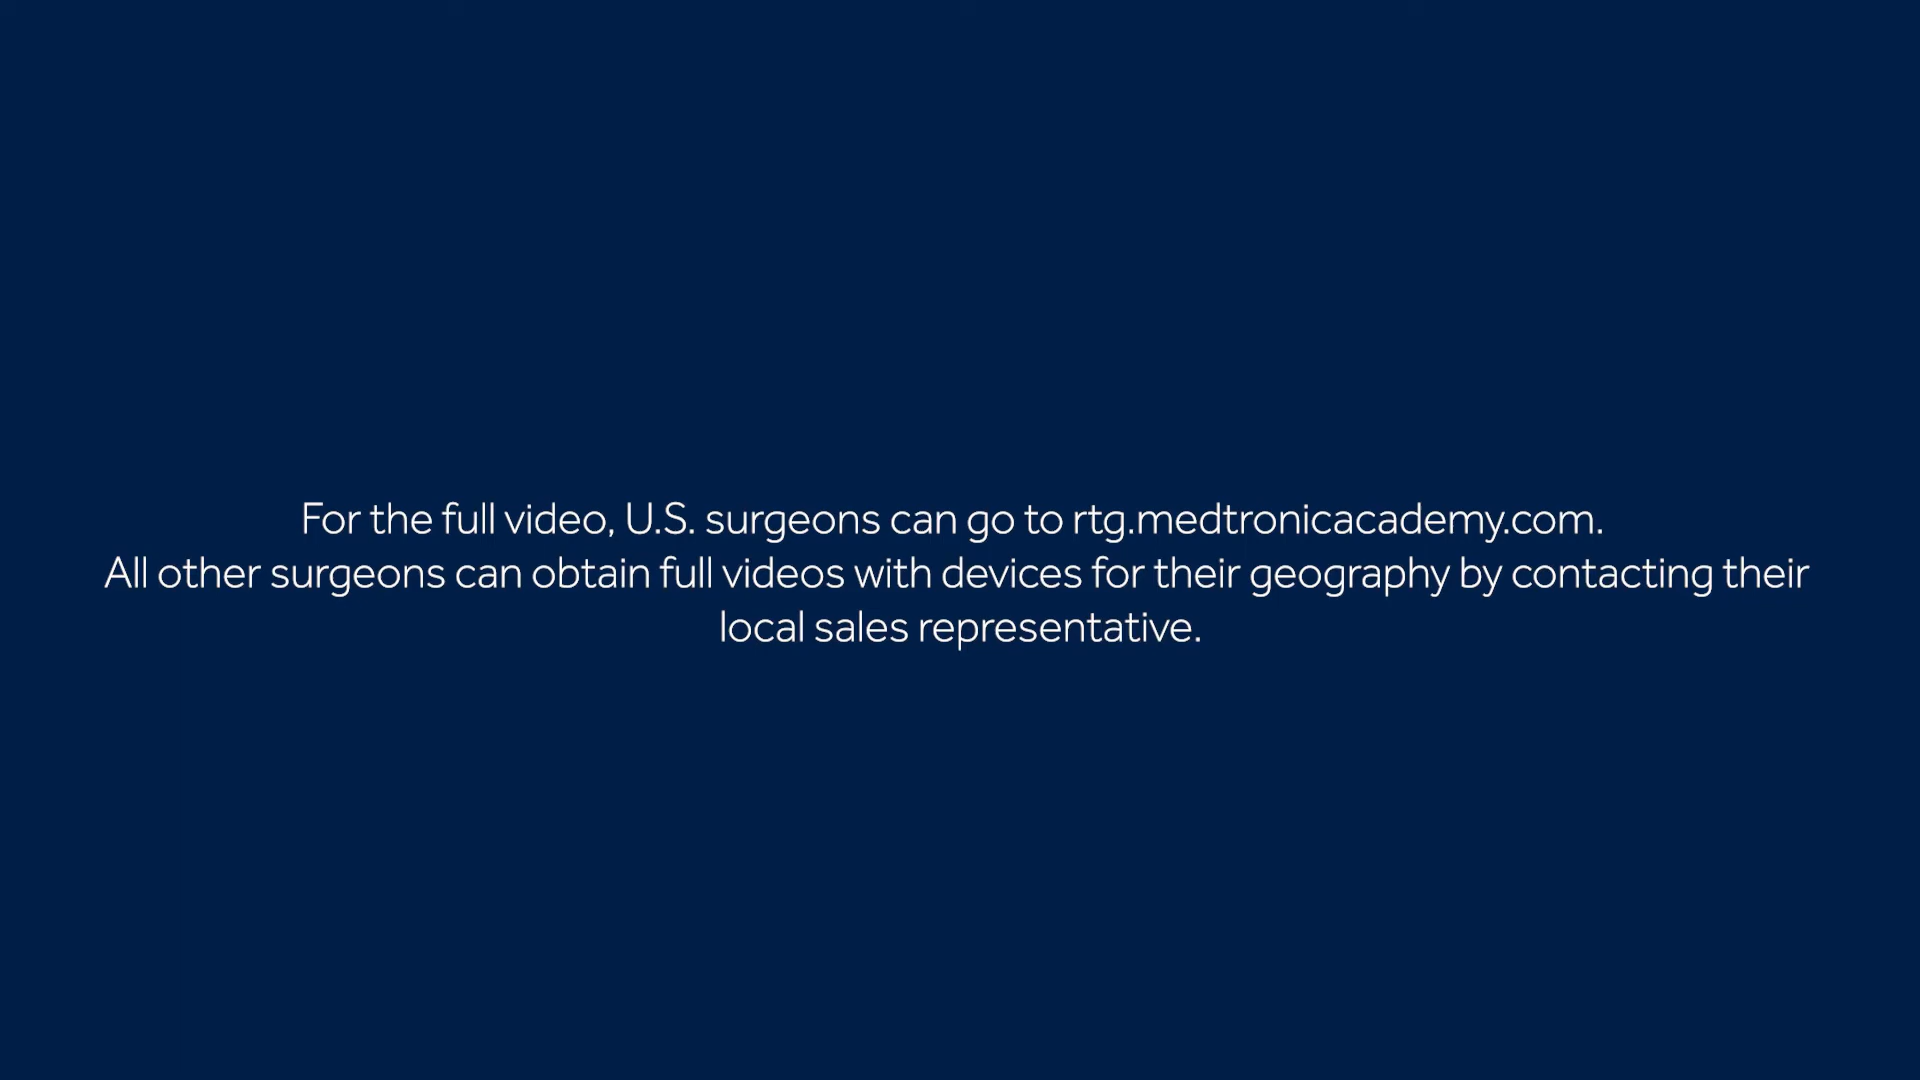 For the full video, U.S. surgeons can go to rtg.medtronicacademy.com.
All other surgeons can obtain full videos with devices for their geography by contacting their
local sales representative.